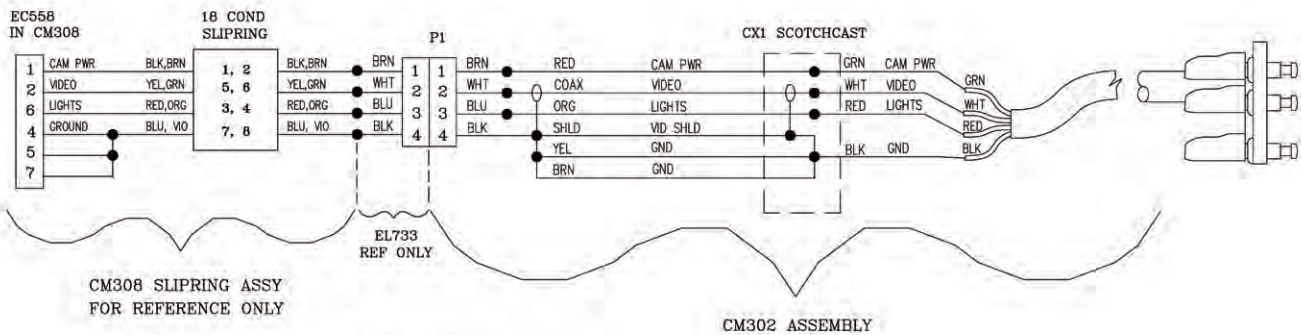 EC558
IN CM308
18 COND
SLIPRING
P1
CX1 SCOTCHCAST
1 CAM PWR BLK,BRN 1, 2 BLK,BRN BRN 1 1 BRN RED CAM PWR GRN CAM PWR GRN
2 VIDEO YEL,GRN 5, 6 YEL,GRN WHT 2 2 WHT COAX VIDEO WHT VIDEO WHT
6 LIGHTS RED,ORG 3, 4 RED,ORG BLU 3 3 BLU ORG LIGHTS RED LIGHTS RED
4 GROUND BLU, VIO 7, 8 BLU, VIO BLK 4 4 BLK SHLD VID SHLD
5 YEL GND BLK GND BLK
7 BRN GND
EL733
REF ONLY
CM308 SLIPRING ASSY
FOR REFERENCE ONLY
CM302 ASSEMBLY